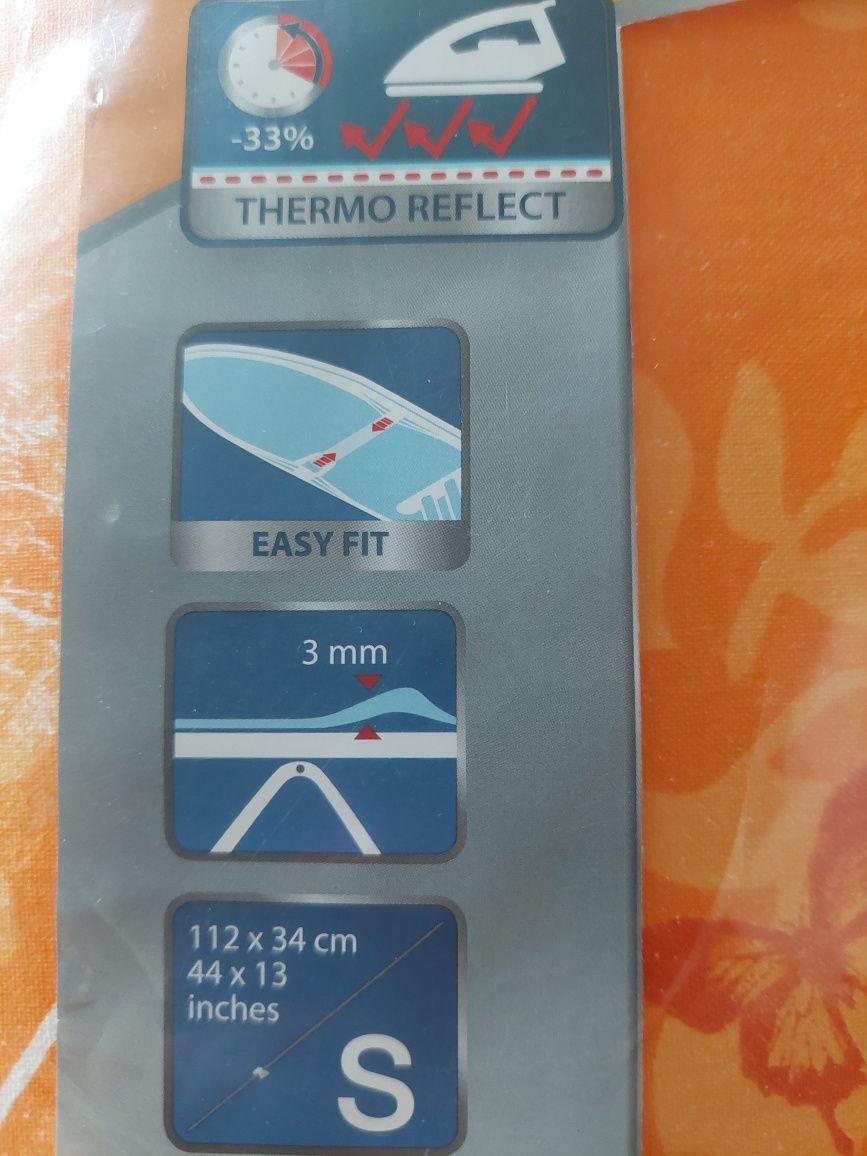 -33%
THERMO REFLECT
EASY FIT
3 mm
112 x 34 cm
44 x 13
inches
S